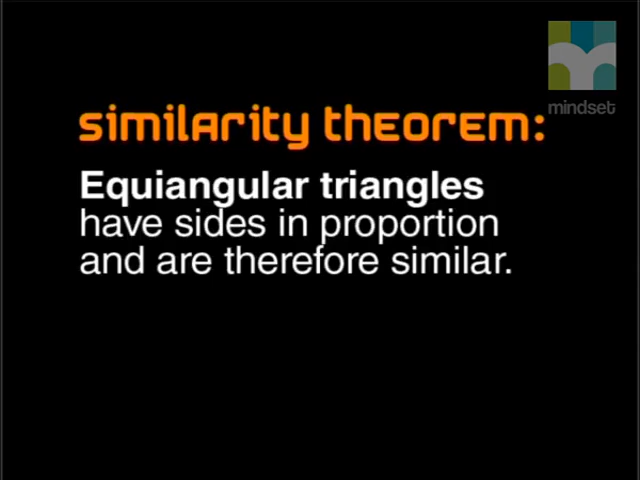 mindset
similarity theorem:
Equiangular triangles
have sides in proportion
and are therefore similar.